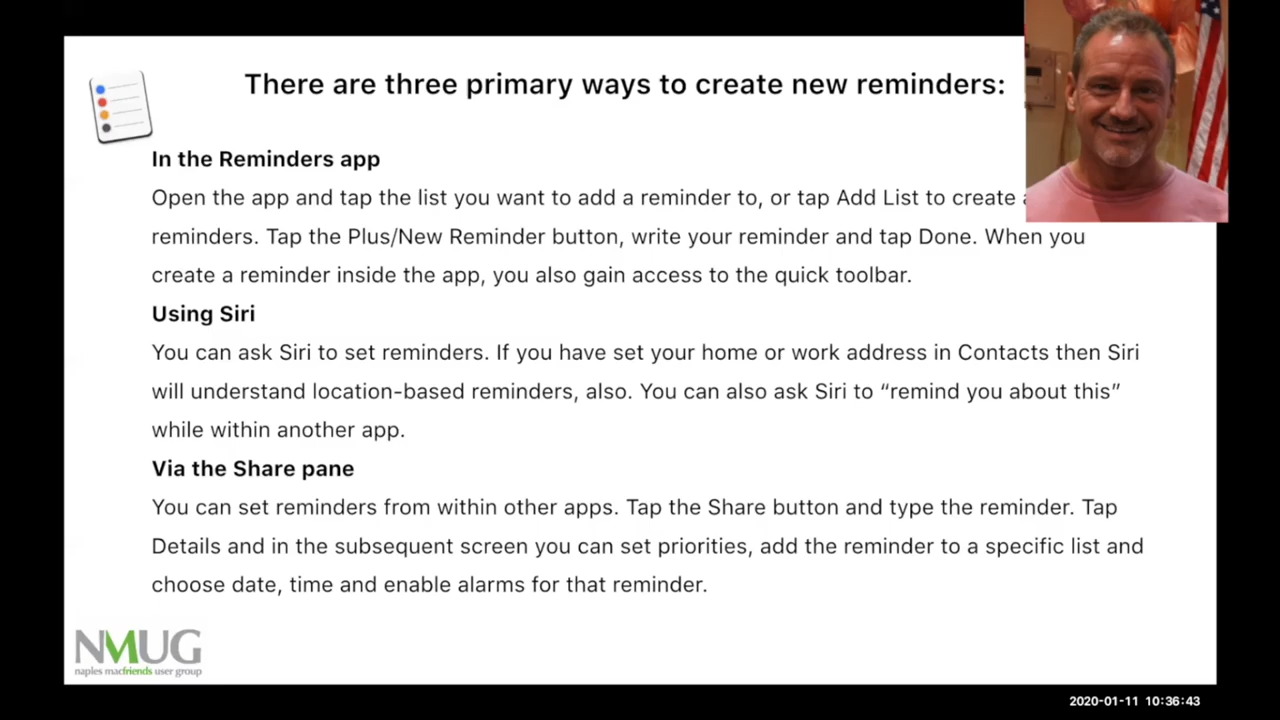 There are three primary ways to create new reminders:
In the Reminders app
Open the app and tap the list you want to add a reminder to, or tap Add List to create
reminders. Tap the Plus/New Reminder button, write your reminder and tap Done. When you
create a reminder inside the app, you also gain access to the quick toolbar.
Using Siri
You can ask Siri to set reminders. If you have set your home or work address in Contacts then Siri
will understand location-based reminders, also. You can also ask Siri to “remind you about this”
while within another app.
Via the Share pane
You can set reminders from within other apps. Tap the Share button and type the reminder. Tap
Details and in the subsequent screen you can set priorities, add the reminder to a specific list and
choose date, time and enable alarms for that reminder.
NMUG
naples macfriends user group
2020-01-11 10:36:43